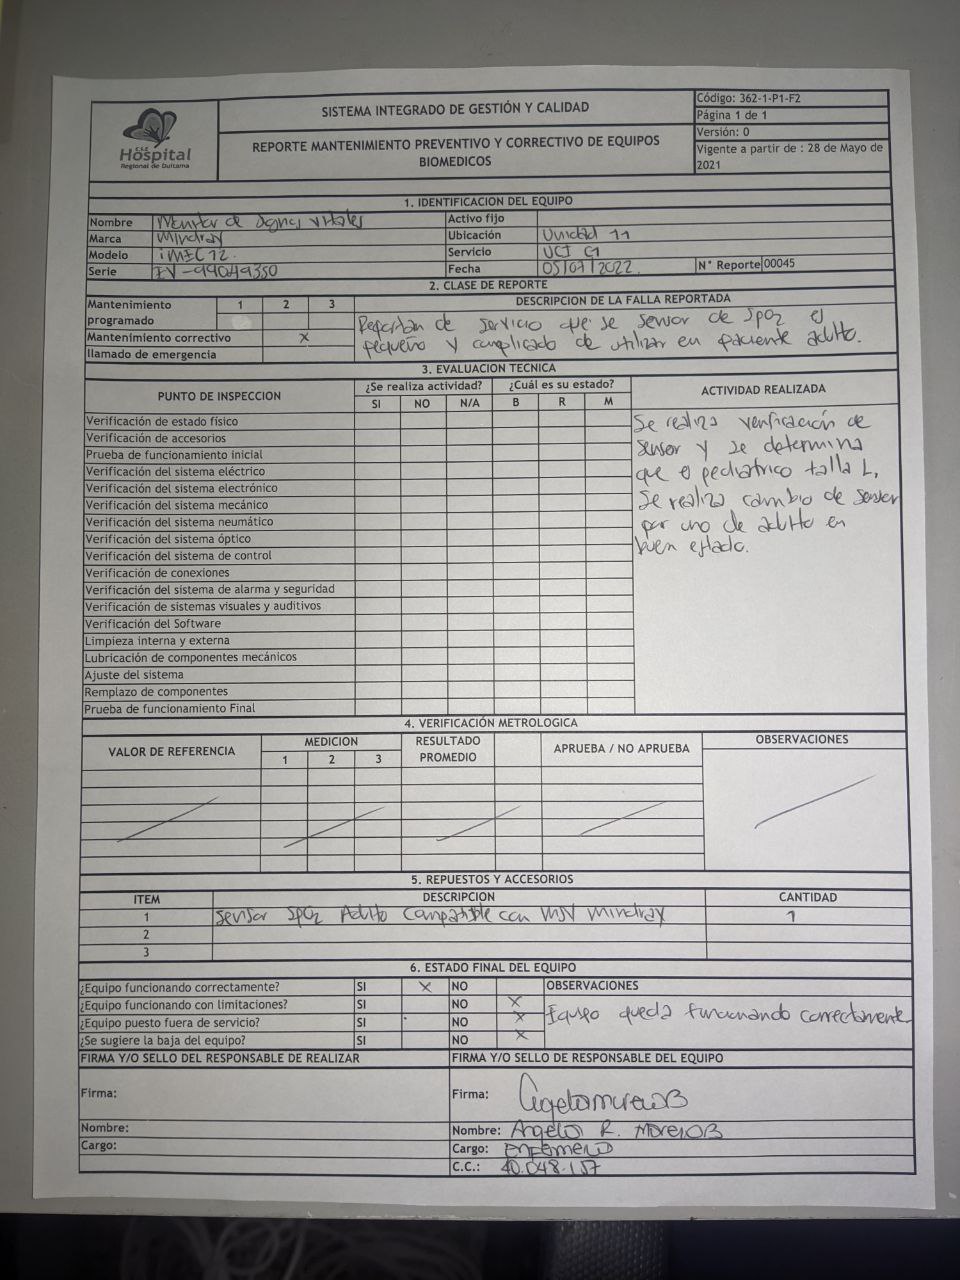 E.S.E
Hospital
Regional de Duitama
SISTEMA INTEGRADO DE GESTIÓN Y CALIDAD
REPORTE MANTENIMIENTO PREVENTIVO Y CORRECTIVO DE EQUIPOS
BIOMEDICOS
Código: 362-1-P1-F2
Página 1 de 1
Versión: 0
Vigente a partir de : 28 de Mayo de
2021
1. IDENTIFICACION DEL EQUIPO
Nombre Monitor de signos vitales Activo fijo
Marca Mindray Ubicación Unidad 11
Modelo iMEC12 Servicio UCI
Serie Fecha 05/07/2022 N° Reporte 00045
2. CLASE DE REPORTE
Mantenimiento 1 2 3 DESCRIPCION DE LA FALLA REPORTADA
programado
Mantenimiento correctivo X
llamado de emergencia
Reportan de servicio que se sensor de SpO2 el
pequeño y complicado de utilizar en paciente adulto.
3. EVALUACION TECNICA
PUNTO DE INSPECCION ¿Se realiza actividad? ¿Cuál es su estado? ACTIVIDAD REALIZADA
SI NO N/A B R M
Verificación de estado físico
Verificación de accesorios
Prueba de funcionamiento inicial
Verificación del sistema eléctrico
Verificación del sistema electrónico
Verificación del sistema mecánico
Verificación del sistema neumático
Verificación del sistema óptico
Verificación del sistema de control
Verificación de conexiones
Verificación del sistema de alarma y seguridad
Verificación de sistemas visuales y auditivos
Verificación del Software
Limpieza interna y externa
Lubricación de componentes mecánicos
Ajuste del sistema
Remplazo de componentes
Prueba de funcionamiento Final
Se realiza verificación de
sensor y se determina
que el pediatrico talla L,
Se realiza cambio de sensor
por uno de adulto en
buen estado.
4. VERIFICACIÓN METROLOGICA
VALOR DE REFERENCIA MEDICION RESULTADO PROMEDIO APRUEBA / NO APRUEBA OBSERVACIONES
1 2 3
5. REPUESTOS Y ACCESORIOS
ITEM DESCRIPCION CANTIDAD
1 Sensor SpO2 Adulto compatible con MSV mindray 1
2
3
6. ESTADO FINAL DEL EQUIPO
¿Equipo funcionando correctamente? SI X NO OBSERVACIONES
¿Equipo funcionando con limitaciones? SI NO X
¿Equipo puesto fuera de servicio? SI NO X
¿Se sugiere la baja del equipo? SI NO X
Equipo queda funcionando correctamente
FIRMA Y/O SELLO DEL RESPONSABLE DE REALIZAR FIRMA Y/O SELLO DE RESPONSABLE DEL EQUIPO
Firma: Firma:
Nombre: Nombre: R. Moreno B
Cargo: Cargo:
C.C.: 40.048.157